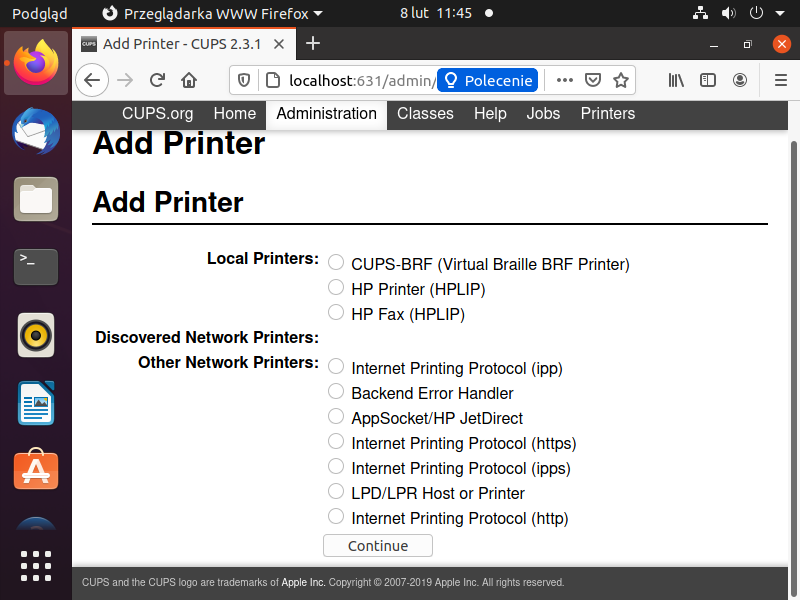 Podgląd Przeglądarka WWW Firefox 8 lut 11:45
CUPS Add Printer - CUPS 2.3.1
localhost:631/admin/ Polecenie
CUPS.org Home Administration Classes Help Jobs Printers
Add Printer
Add Printer
Local Printers: CUPS-BRF (Virtual Braille BRF Printer)
HP Printer (HPLIP)
HP Fax (HPLIP)
Discovered Network Printers:
Other Network Printers: Internet Printing Protocol (ipp)
Backend Error Handler
AppSocket/HP JetDirect
Internet Printing Protocol (https)
Internet Printing Protocol (ipps)
LPD/LPR Host or Printer
Internet Printing Protocol (http)
Continue
CUPS and the CUPS logo are trademarks of Apple Inc. Copyright © 2007-2019 Apple Inc. All rights reserved.